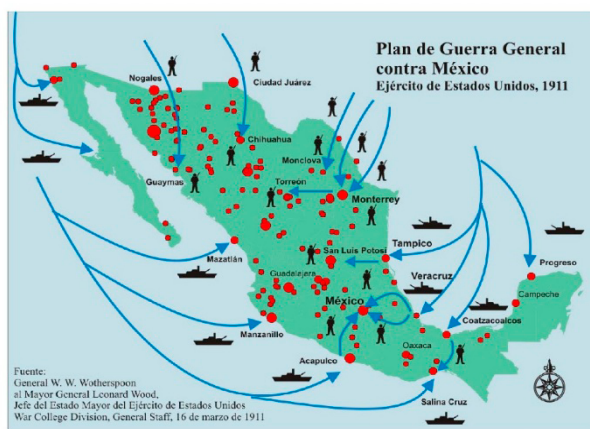 Plan de Guerra General
contra México
Ejército de Estados Unidos, 1911
Nogales
Ciudad Juárez
Chihuahua
Monclova
Guaymas
Torreón
Monterrey
San Luis Potosí
Tampico
Mazatlán
Progreso
Veracruz
Guadalajara
Campeche
México
Coatzacoalcos
Manzanillo
Oaxaca
Acapulco
Salina Cruz
Fuente:
General W. W. Wotherspoon
al Mayor General Leonard Wood,
Jefe del Estado Mayor del Ejército de Estados Unidos
War College Division, General Staff, 16 de marzo de 1911